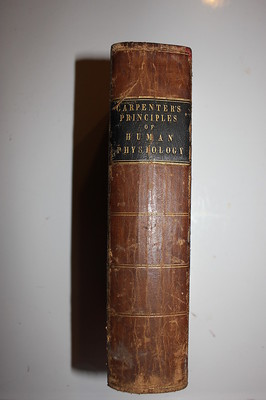 CARPENTER'S
PRINCIPLES
OF
HUMAN
PHYSIOLOGY